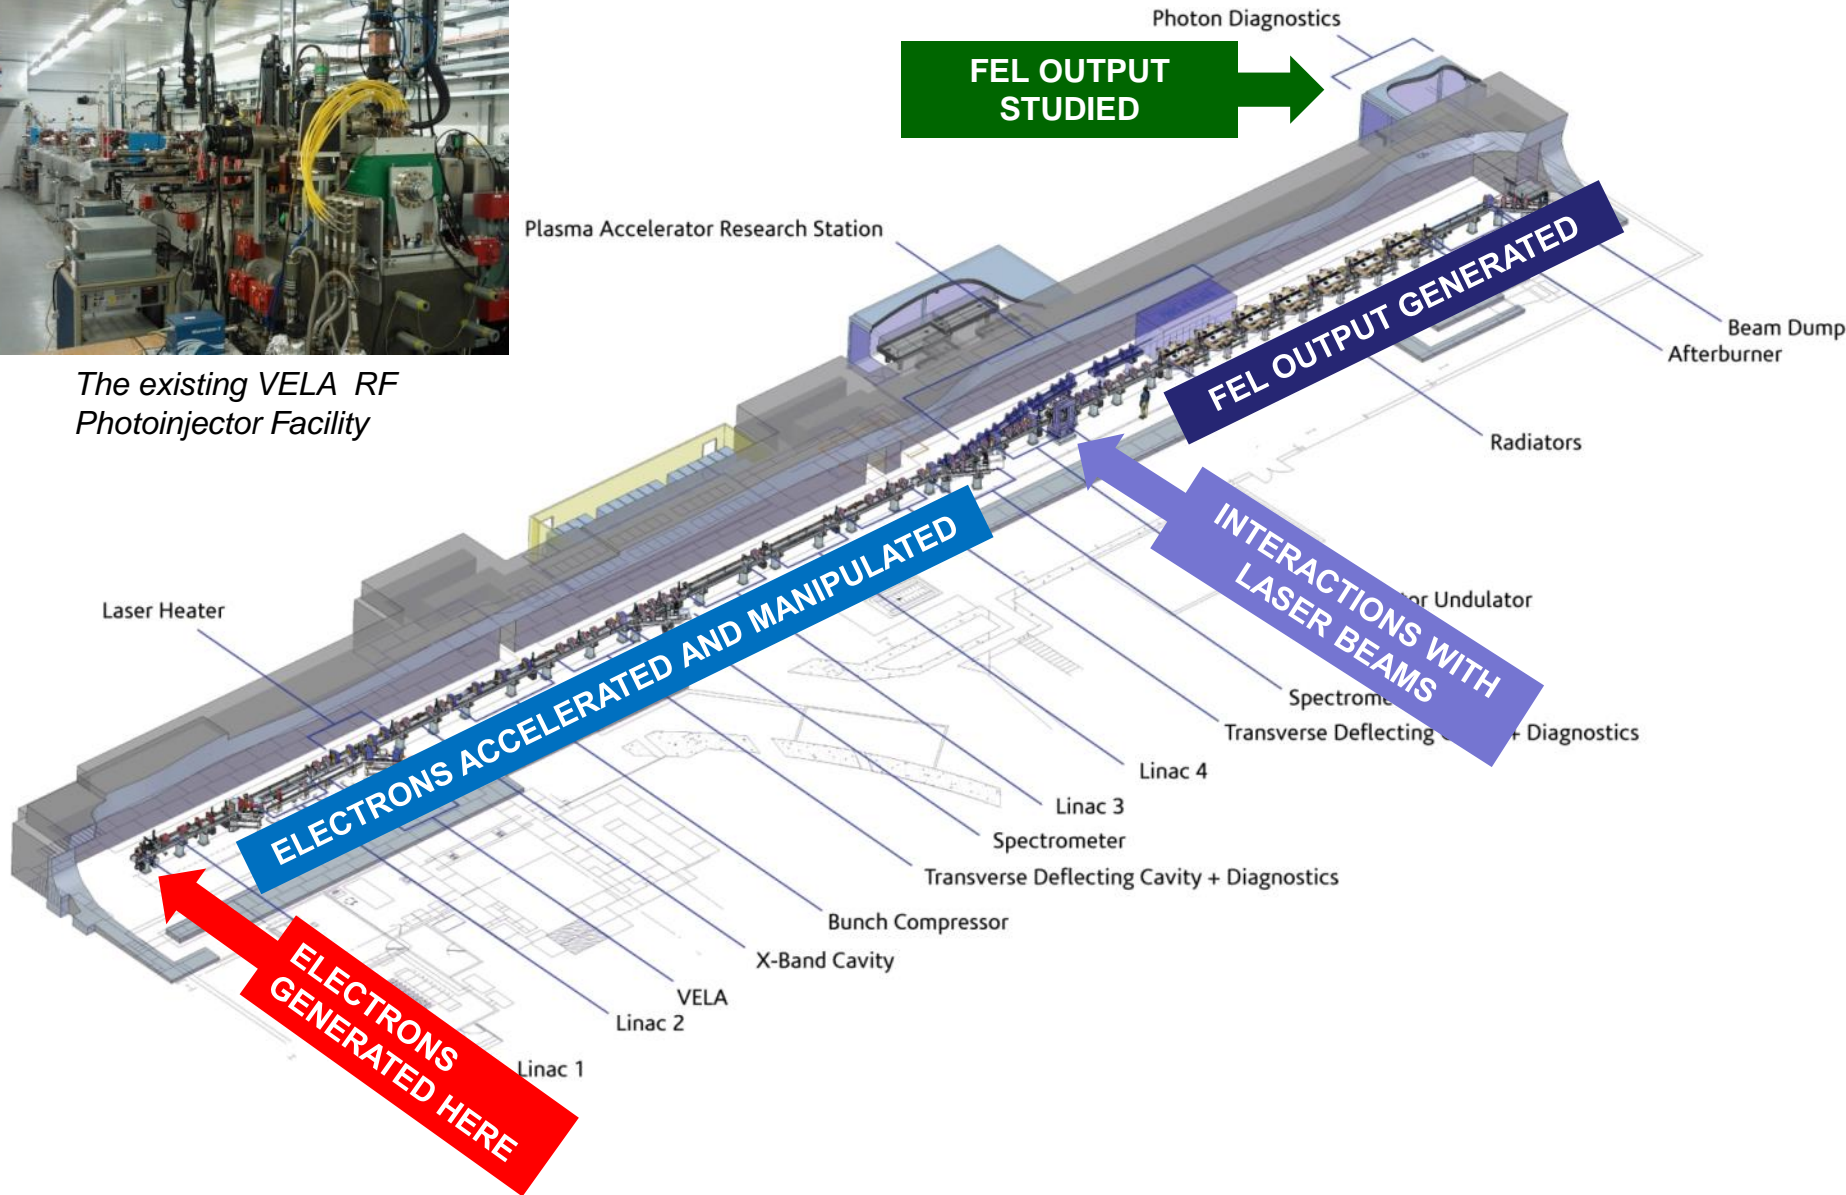 Photon Diagnostics
FEL OUTPUT
STUDIED
Plasma Accelerator Research Station
FEL OUTPUT GENERATED
Beam Dump
Afterburner
The existing VELA RF
Photoinjector Facility
Radiators
INTERACTIONS WITH
LASER BEAMS
Undulator
Laser Heater
ELECTRONS ACCELERATED AND MANIPULATED
Transverse Deflecting + Diagnostics
Linac 4
Linac 3
Spectrometer
Transverse Deflecting Cavity + Diagnostics
Bunch Compressor
X-Band Cavity
VELA
Linac 2
Linac 1
ELECTRONS
GENERATED HERE